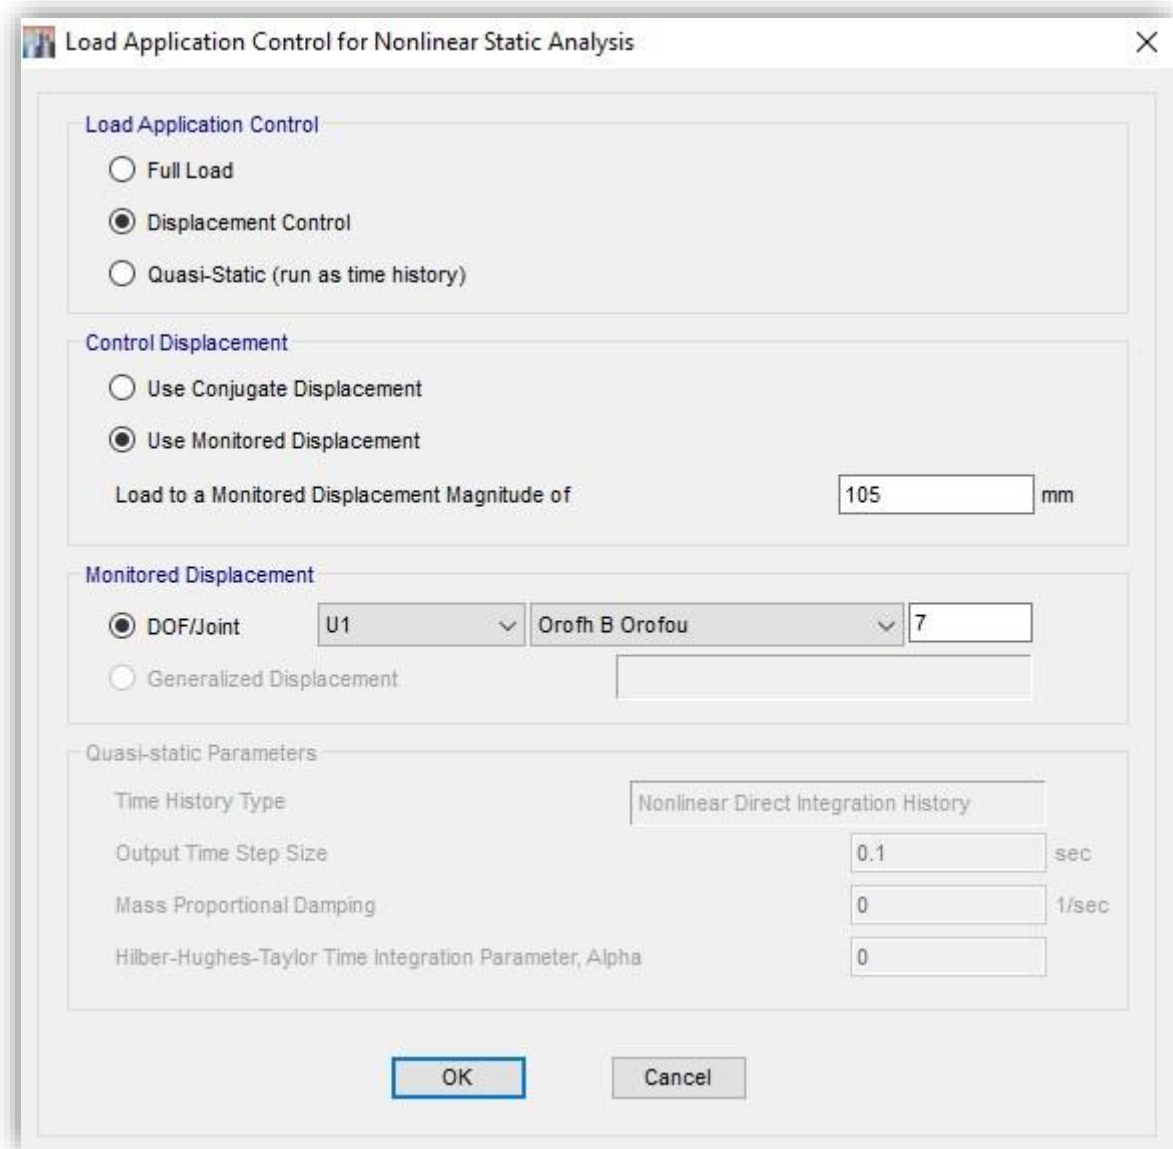 Load Application Control for Nonlinear Static Analysis
Load Application Control
Full Load
Displacement Control
Quasi-Static (run as time history)
Control Displacement
Use Conjugate Displacement
Use Monitored Displacement
Load to a Monitored Displacement Magnitude of 105 mm
Monitored Displacement
DOF/Joint U1 Orofh B Orofou 7
Generalized Displacement
Quasi-static Parameters
Time History Type Nonlinear Direct Integration History
Output Time Step Size 0.1 sec
Mass Proportional Damping 0 1/sec
Hilber-Hughes-Taylor Time Integration Parameter, Alpha 0
OK Cancel